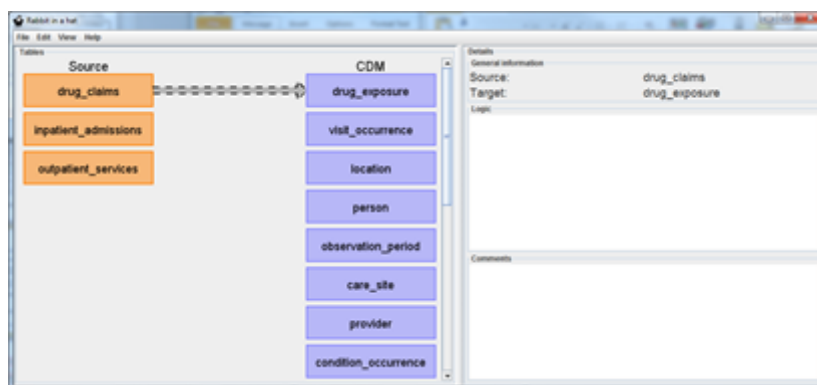 Rabbit in a hat
File Edit View Help
Tables
Source
CDM
drug_claims
drug_exposure
inpatient_admissions
visit_occurrence
outpatient_services
location
person
observation_period
care_site
provider
condition_occurrence
Details
General information
Source: drug_claims
Target: drug_exposure
Logic
Comments